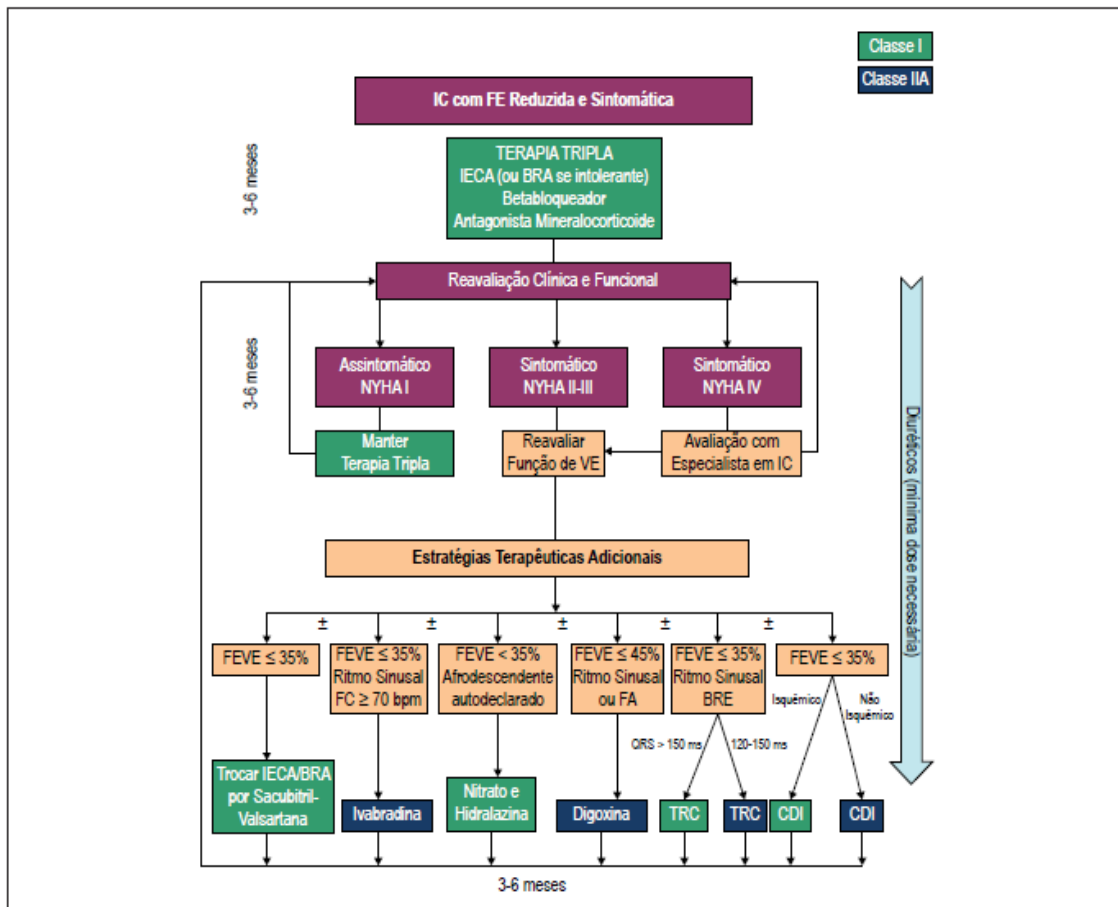 Classe I
Classe IIA
IC com FE Reduzida e Sintomática
3-6 meses
TERAPIA TRIPLA
IECA (ou BRA se intolerante)
Betabloqueador
Antagonista Mineralocorticoide
Reavaliação Clínica e Funcional
3-6 meses
Assintomático
NYHA I
Sintomático
NYHA II-III
Sintomático
NYHA IV
Manter
Terapia Tripla
Reavaliar
Função de VE
Avaliação com
Especialista em IC
Diuréticos (mínima dose necessária)
Estratégias Terapêuticas Adicionais
± ± ± ± ±
FEVE ≤ 35%
FEVE ≤ 35%
Ritmo Sinusal
FC ≥ 70 bpm
FEVE < 35%
Afrodescendente
autodeclarado
FEVE ≤ 45%
Ritmo Sinusal
ou FA
FEVE ≤ 35%
Ritmo Sinusal
BRE
FEVE ≤ 35%
QRS > 150 ms
120-150 ms
Isquêmico
Não
Isquêmico
Trocar IECA/BRA
por Sacubitril-
Valsartana
Ivabradina
Nitrato e
Hidralazina
Digoxina
TRC
TRC
CDI
CDI
3-6 meses